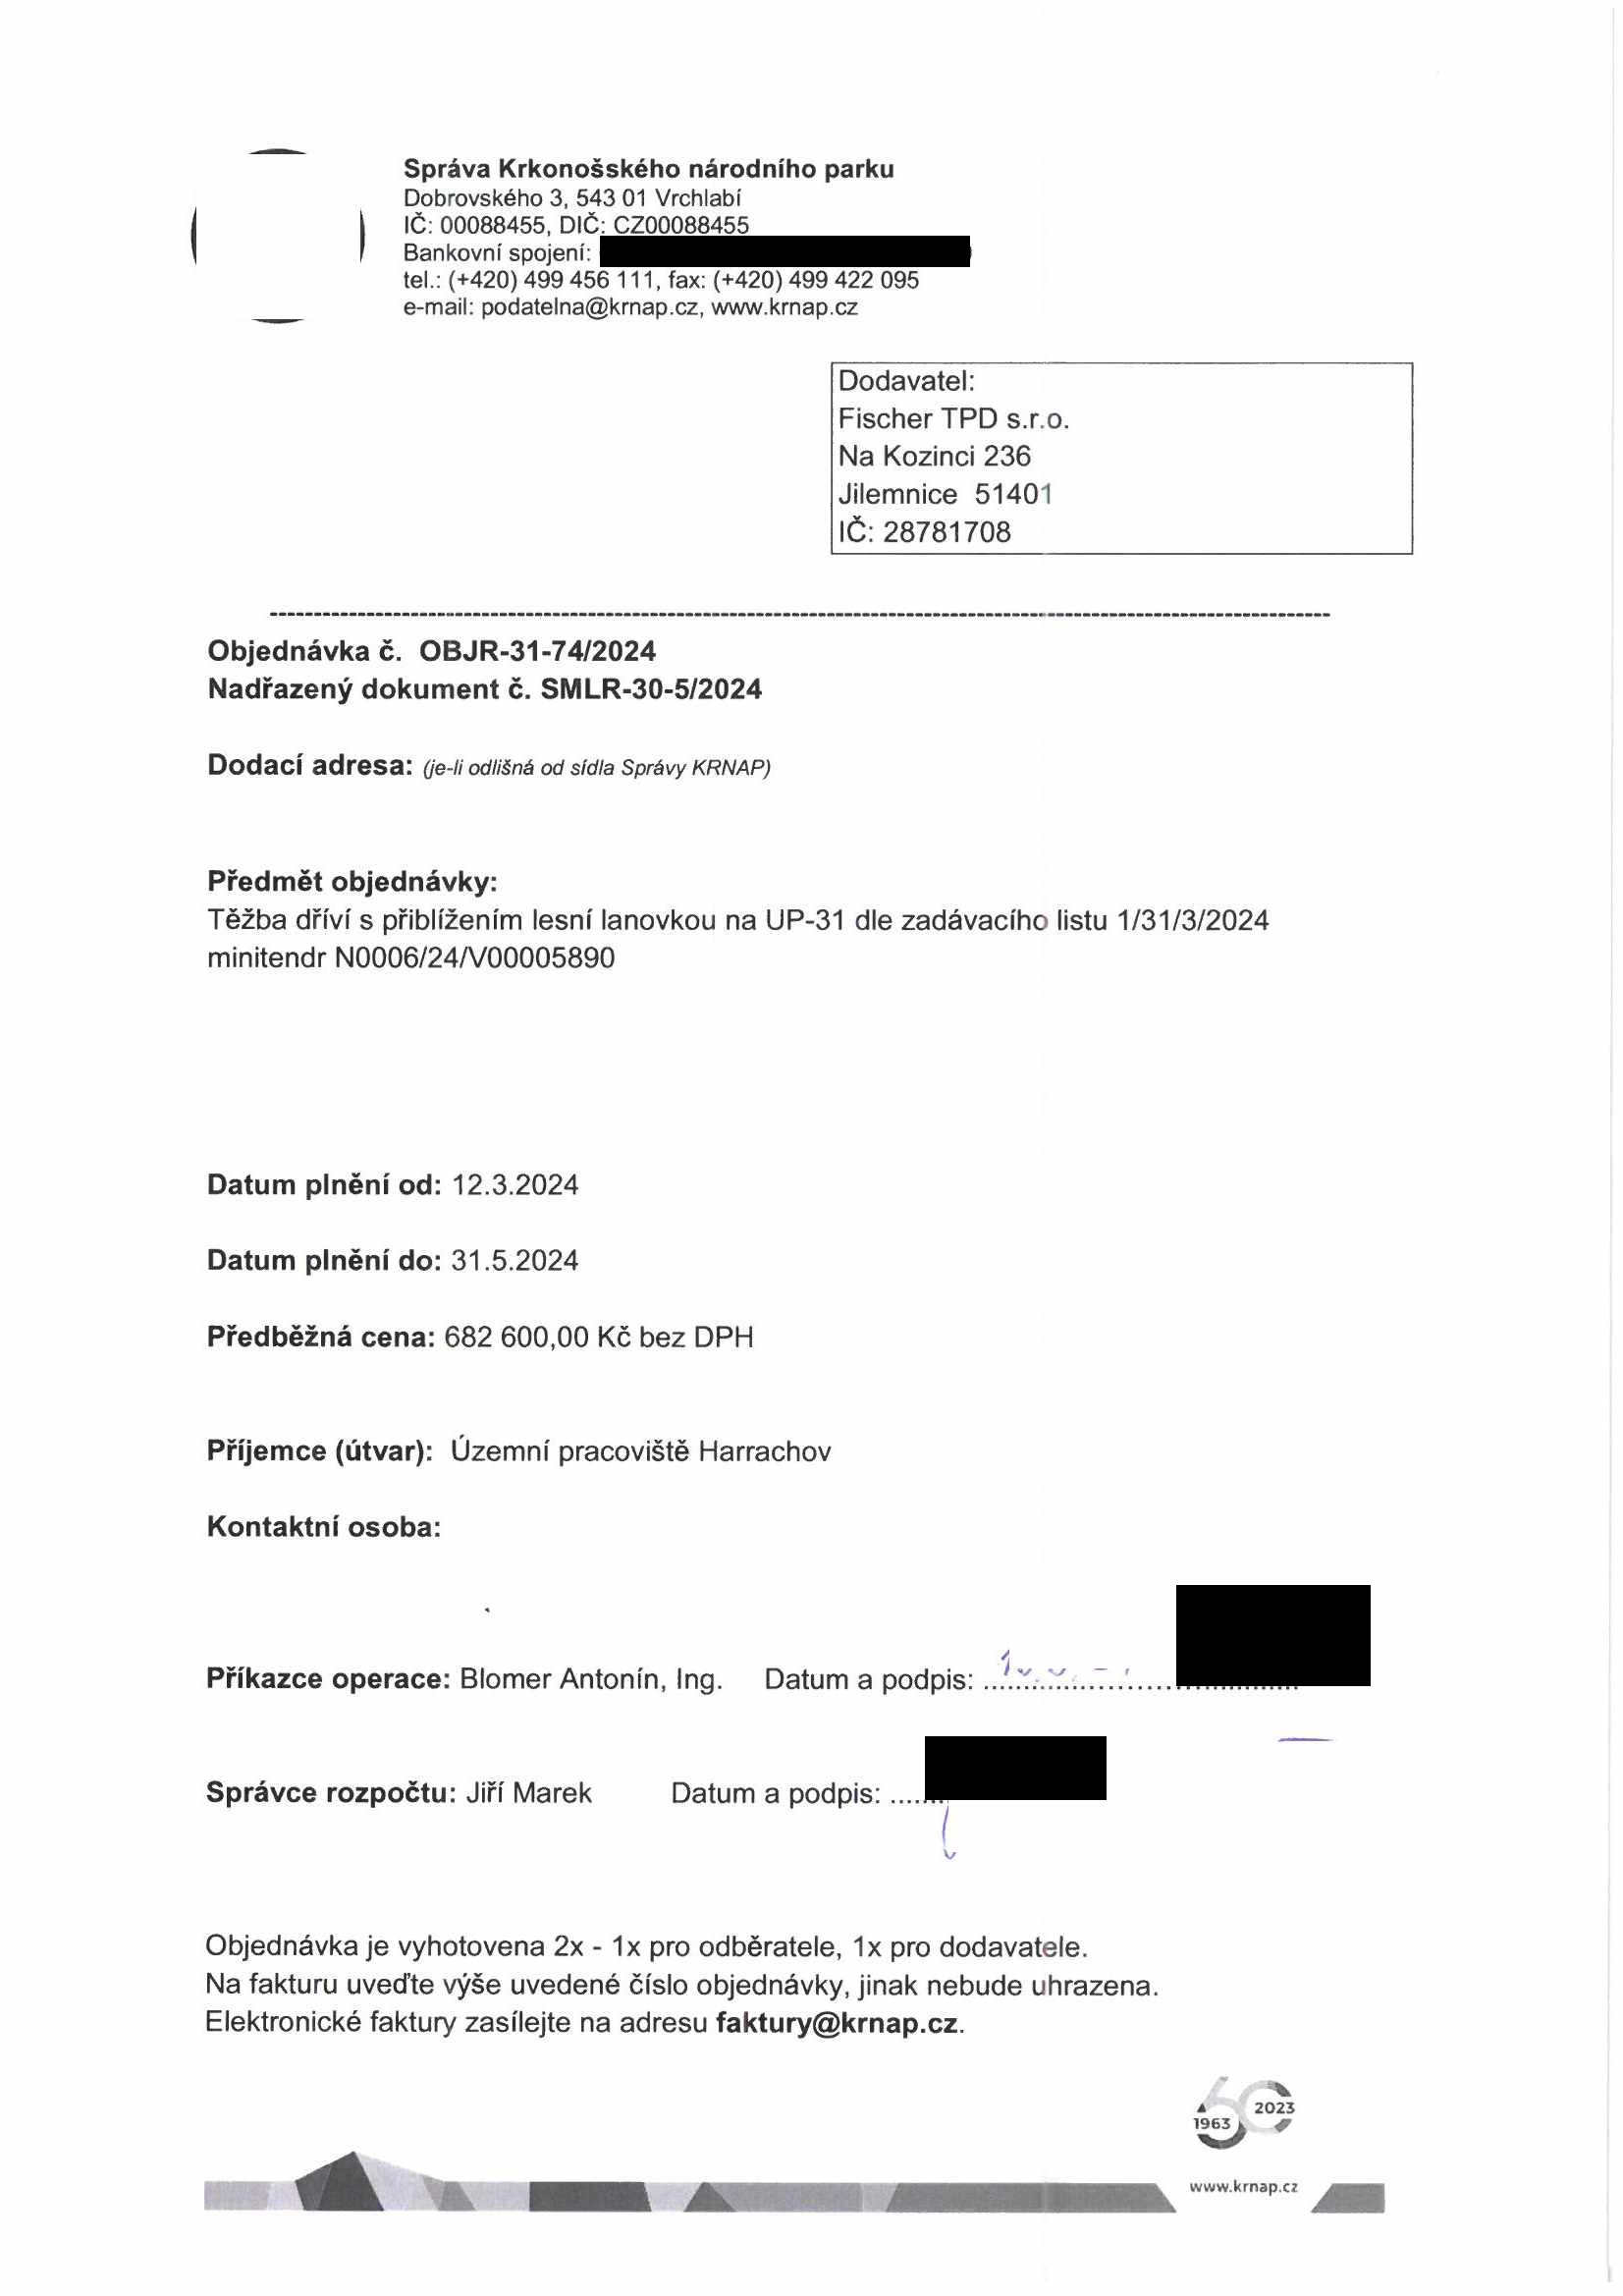 Správa Krkonošského národního parku
Dobrovského 3, 543 01 Vrchlabí
IČ: 00088455, DIČ: CZ00088455
Bankovní spojení:
tel.: (+420) 499 456 111, fax: (+420) 499 422 095
e-mail: podatelna@krnap.cz, www.krnap.cz
Dodavatel:
Fischer TPD s.r.o.
Na Kozinci 236
Jilemnice 51401
IČ: 28781708
Objednávka č. OBJR-31-74/2024
Nadřazený dokument č. SMLR-30-5/2024
Dodací adresa: (je-li odlišná od sídla Správy KRNAP)
Předmět objednávky:
Těžba dříví s přiblížením lesní lanovkou na UP-31 dle zadávacího listu 1/31/3/2024
minitendr N0006/24/V00005890
Datum plnění od: 12.3.2024
Datum plnění do: 31.5.2024
Předběžná cena: 682 600,00 Kč bez DPH
Příjemce (útvar): Územní pracoviště Harrachov
Kontaktní osoba:
Příkazce operace: Blomer Antonín, Ing. Datum a podpis:
Správce rozpočtu: Jiří Marek Datum a podpis:
Objednávka je vyhotovena 2x - 1x pro odběratele, 1x pro dodavatele.
Na fakturu uveďte výše uvedené číslo objednávky, jinak nebude uhrazena.
Elektronické faktury zasílejte na adresu faktury@krnap.cz.
60
1963 2023
www.krnap.cz